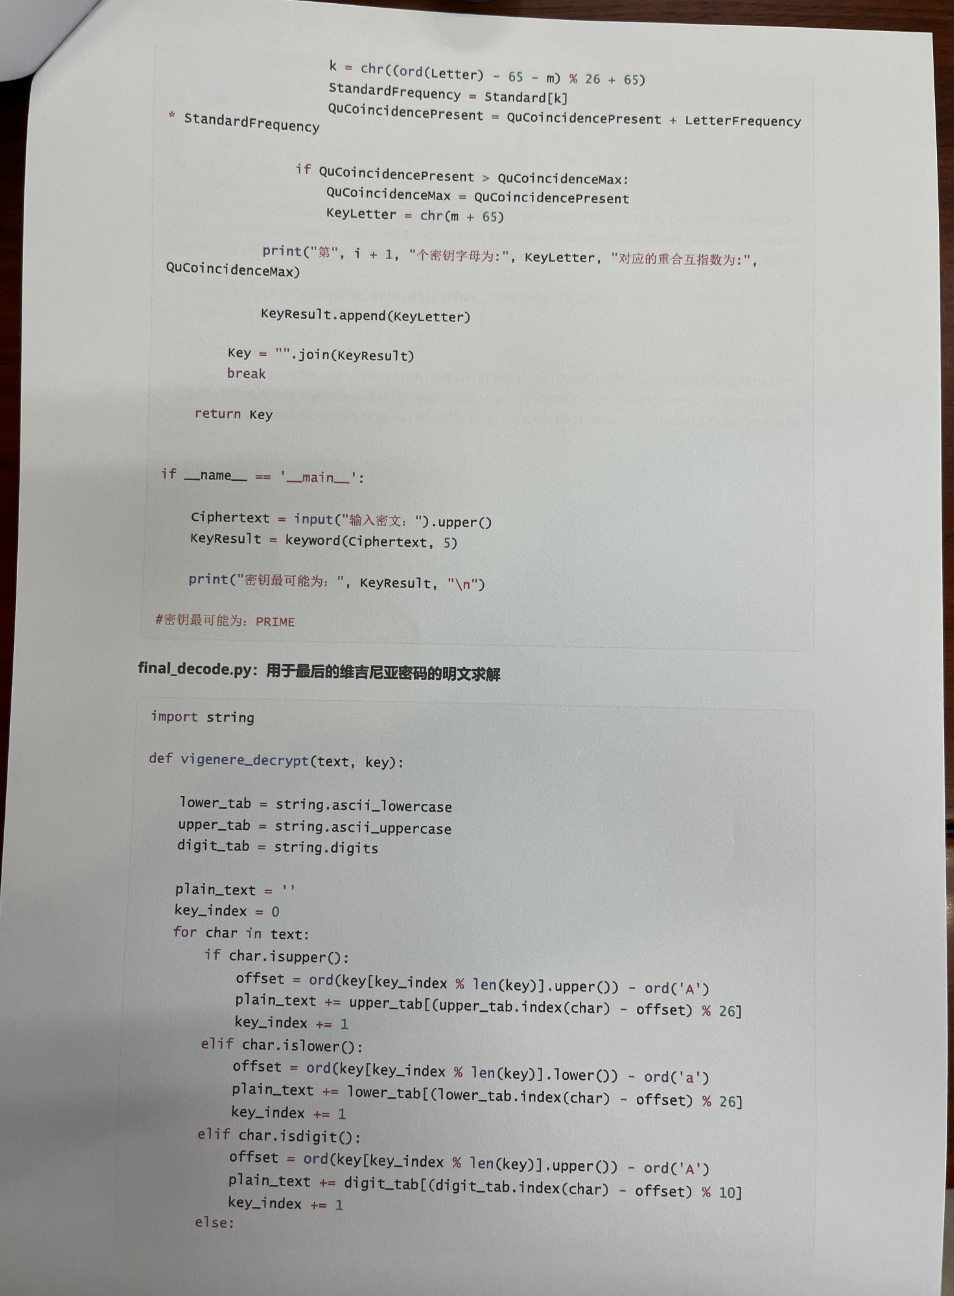 k = chr((ord(Letter) - 65 - m) % 26 + 65)
StandardFrequency = Standard[k]
QuCoincidencePresent = QuCoincidencePresent + LetterFrequency
* StandardFrequency
if QuCoincidencePresent > QuCoincidenceMax:
QuCoincidenceMax = QuCoincidencePresent
KeyLetter = chr(m + 65)
print("第", i + 1, "个密钥字母为:", KeyLetter, "对应的重合互指数为:",
QuCoincidenceMax)
KeyResult.append(KeyLetter)
Key = "".join(KeyResult)
break
return Key
if __name__ == '__main__':
Ciphertext = input("输入密文: ").upper()
KeyResult = keyword(Ciphertext, 5)
print("密钥最可能为: ", KeyResult, "\n")
#密钥最可能为: PRIME
final_decode.py: 用于最后的维吉尼亚密码的明文求解
import string
def vigenere_decrypt(text, key):
lower_tab = string.ascii_lowercase
upper_tab = string.ascii_uppercase
digit_tab = string.digits
plain_text = ''
key_index = 0
for char in text:
if char.isupper():
offset = ord(key[key_index % len(key)].upper()) - ord('A')
plain_text += upper_tab[(upper_tab.index(char) - offset) % 26]
key_index += 1
elif char.islower():
offset = ord(key[key_index % len(key)].lower()) - ord('a')
plain_text += lower_tab[(lower_tab.index(char) - offset) % 26]
key_index += 1
elif char.isdigit():
offset = ord(key[key_index % len(key)].upper()) - ord('A')
plain_text += digit_tab[(digit_tab.index(char) - offset) % 10]
key_index += 1
else: